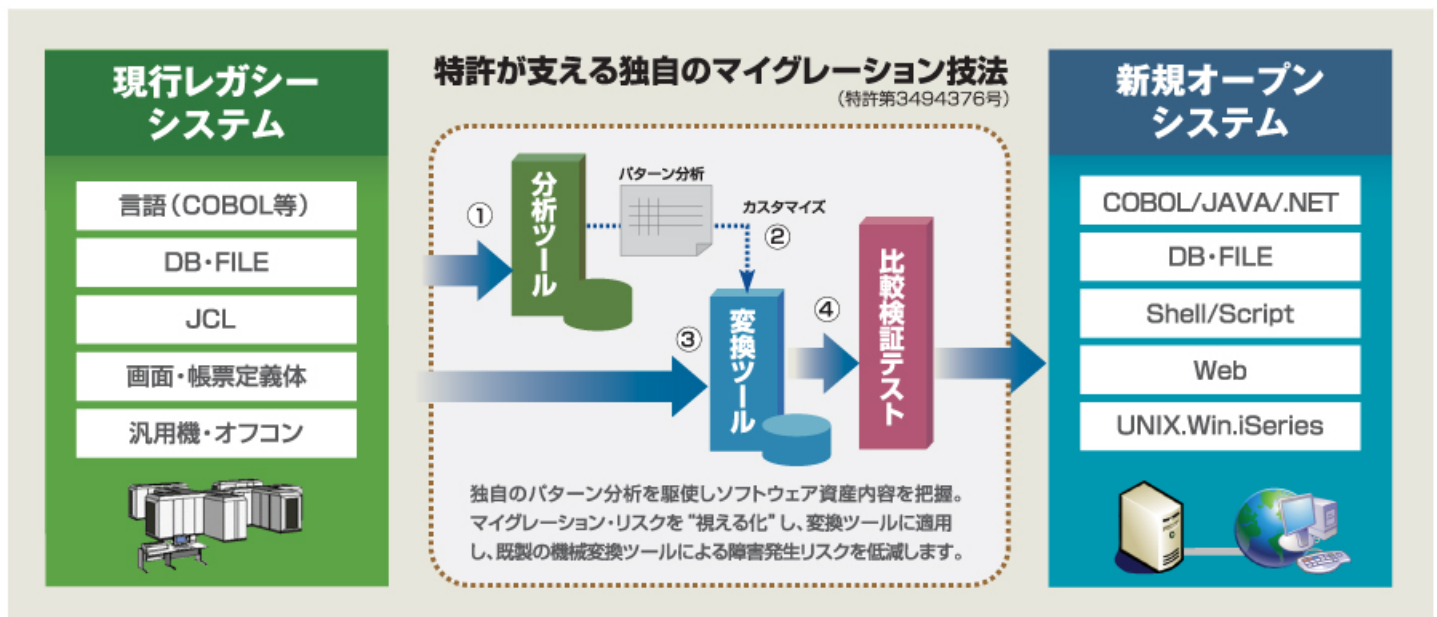 現行レガシー
システム
言語(COBOL等)
DB・FILE
JCL
画面・帳票定義体
汎用機・オフコン
特許が支える独自のマイグレーション技法
(特許第3494376号)
①
分析ツール
パターン分析
カスタマイズ
②
③
変換ツール
④
比較検証テスト
独自のパターン分析を駆使しソフトウェア資産内容を把握。
マイグレーション・リスクを“視える化”し、変換ツールに適用
し、既製の機械変換ツールによる障害発生リスクを低減します。
新規オープン
システム
COBOL/JAVA/.NET
DB・FILE
Shell/Script
Web
UNIX.Win.iSeries